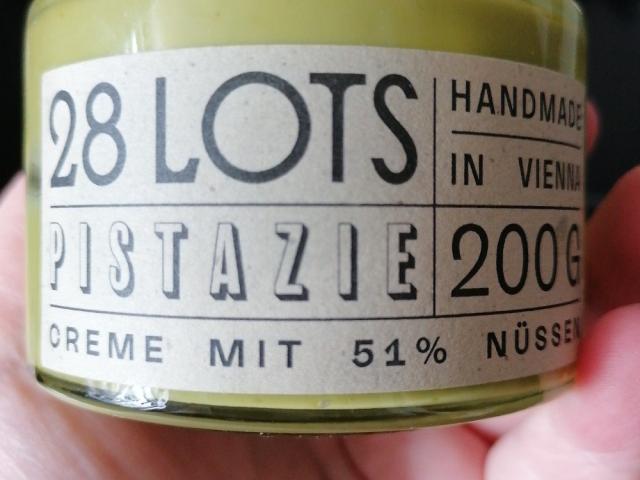 28 LOTS
HANDMADE
IN VIENNA
PISTAZIE
200G
CREME MIT 51% NÜSSEN